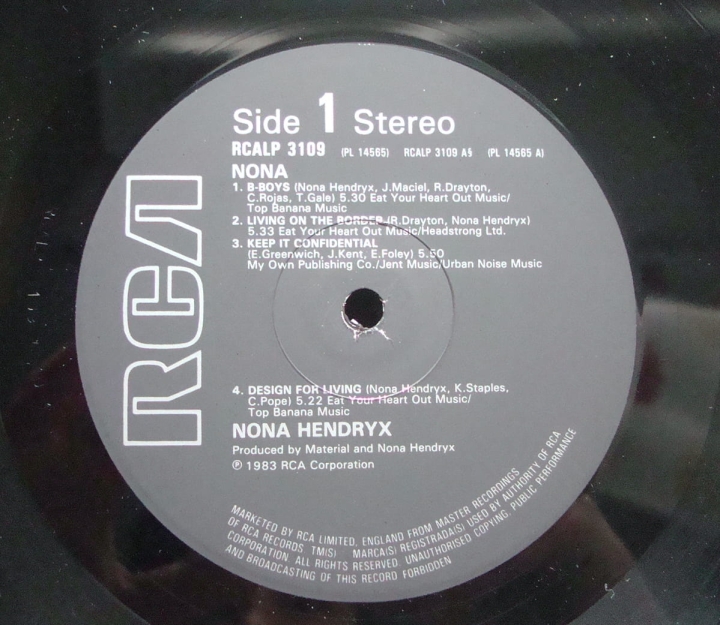 RCA
Side 1 Stereo
RCALP 3109 (PL 14565) RCALP 3109 A§ (PL 14565 A)
NONA
1. B-BOYS (Nona Hendryx, J.Maciel, R.Drayton,
C.Rojas, T.Gale) 5.30 Eat Your Heart Out Music/
Top Banana Music
2. LIVING ON THE BORDER (R.Drayton, Nona Hendryx)
5.33 Eat Your Heart Out Music/Headstrong Ltd.
3. KEEP IT CONFIDENTIAL
(E.Greenwich, J.Kent, E.Foley) 5.50
My Own Publishing Co./Jent Music/Urban Noise Music
4. DESIGN FOR LIVING (Nona Hendryx, K.Staples,
C.Pope) 5.22 Eat Your Heart Out Music/
Top Banana Music
NONA HENDRYX
Produced by Material and Nona Hendryx
℗ 1983 RCA Corporation
MARKETED BY RCA LIMITED, ENGLAND FROM MASTER RECORDINGS
OF RCA RECORDS. TM(S) MARCA(S) REGISTRADA(S) USED BY AUTHORITY OF RCA
CORPORATION. ALL RIGHTS RESERVED. UNAUTHORISED COPYING, PUBLIC PERFORMANCE
AND BROADCASTING OF THIS RECORD FORBIDDEN